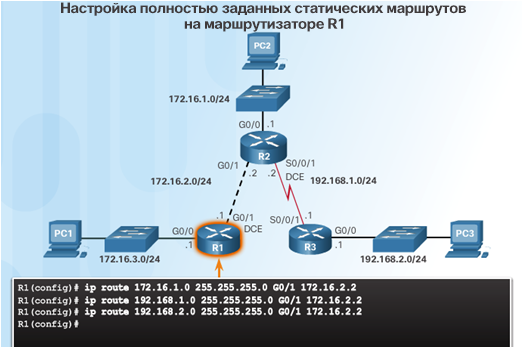 Настройка полностью заданных статических маршрутов
на маршрутизаторе R1
PC2
172.16.1.0/24
G0/0
.1
R2
G0/1
.2
.2
S0/0/1
DCE
172.16.2.0/24
192.168.1.0/24
PC1
G0/0
.1
.1
G0/1
DCE
R1
S0/0/1
.1
R3
G0/0
.1
PC3
172.16.3.0/24
192.168.2.0/24
R1(config)# ip route 172.16.1.0 255.255.255.0 G0/1 172.16.2.2
R1(config)# ip route 192.168.1.0 255.255.255.0 G0/1 172.16.2.2
R1(config)# ip route 192.168.2.0 255.255.255.0 G0/1 172.16.2.2
R1(config)#